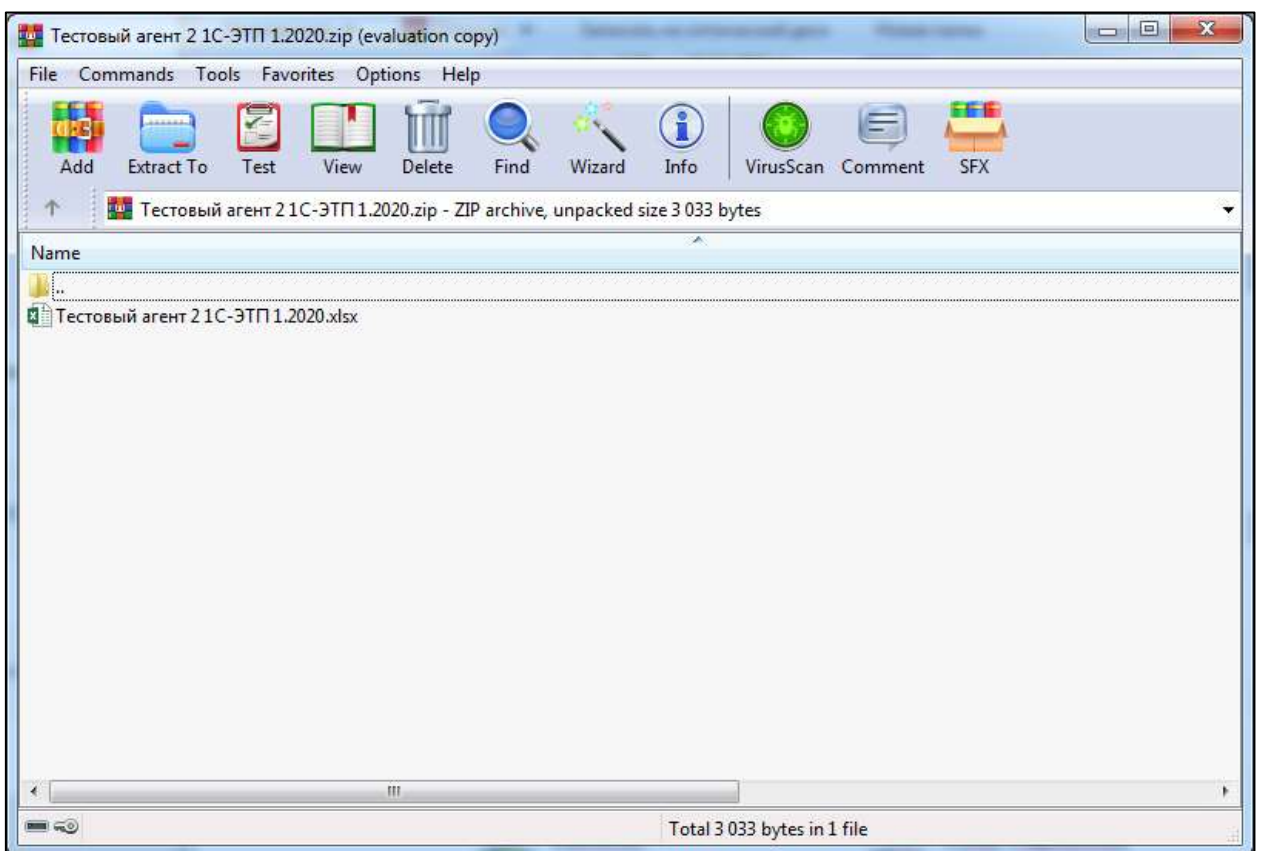 Тестовый агент 2 1С-ЭТП 1.2020.zip (evaluation copy)
File Commands Tools Favorites Options Help
Add Extract To Test View Delete Find Wizard Info VirusScan Comment SFX
Тестовый агент 2 1С-ЭТП 1.2020.zip - ZIP archive, unpacked size 3 033 bytes
Name
..
Тестовый агент 2 1С-ЭТП 1.2020.xlsx
Total 3 033 bytes in 1 file